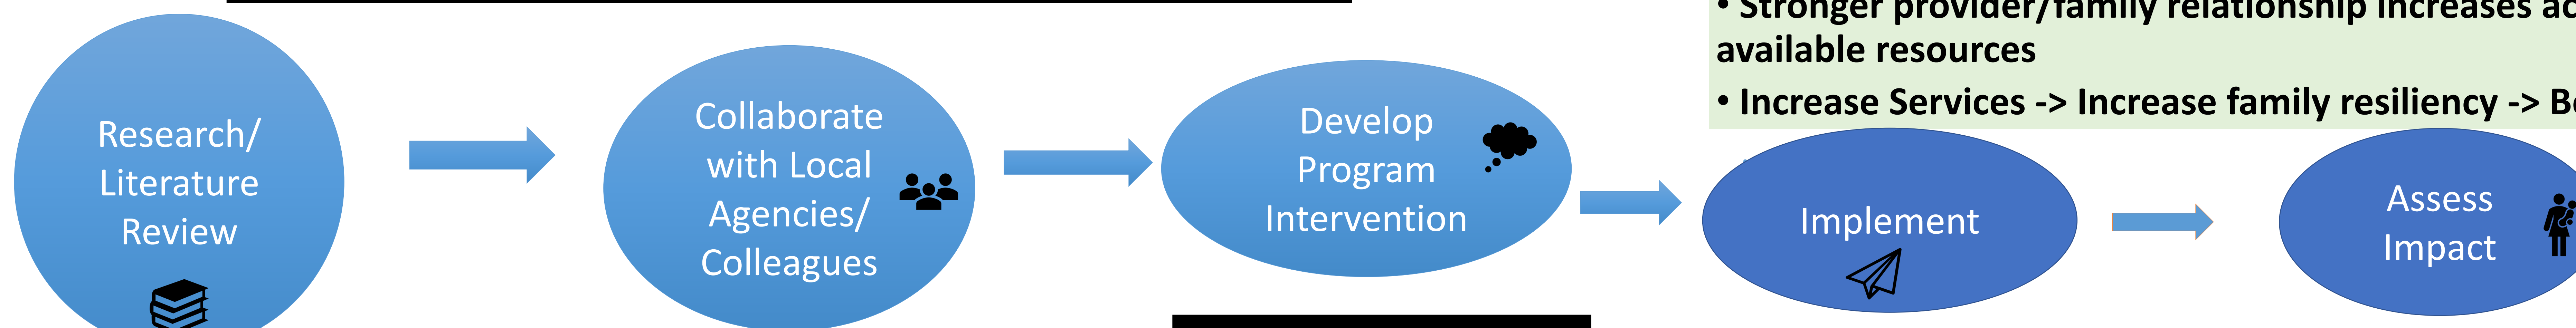 Research/
Literature
Review
Collaborate
with Local
Agencies/
Colleagues
Develop
Program
Intervention
• Stronger provider/family relationship increases
available resources
• Increase Services -> Increase family resiliency ->
Implement
Assess
Impact